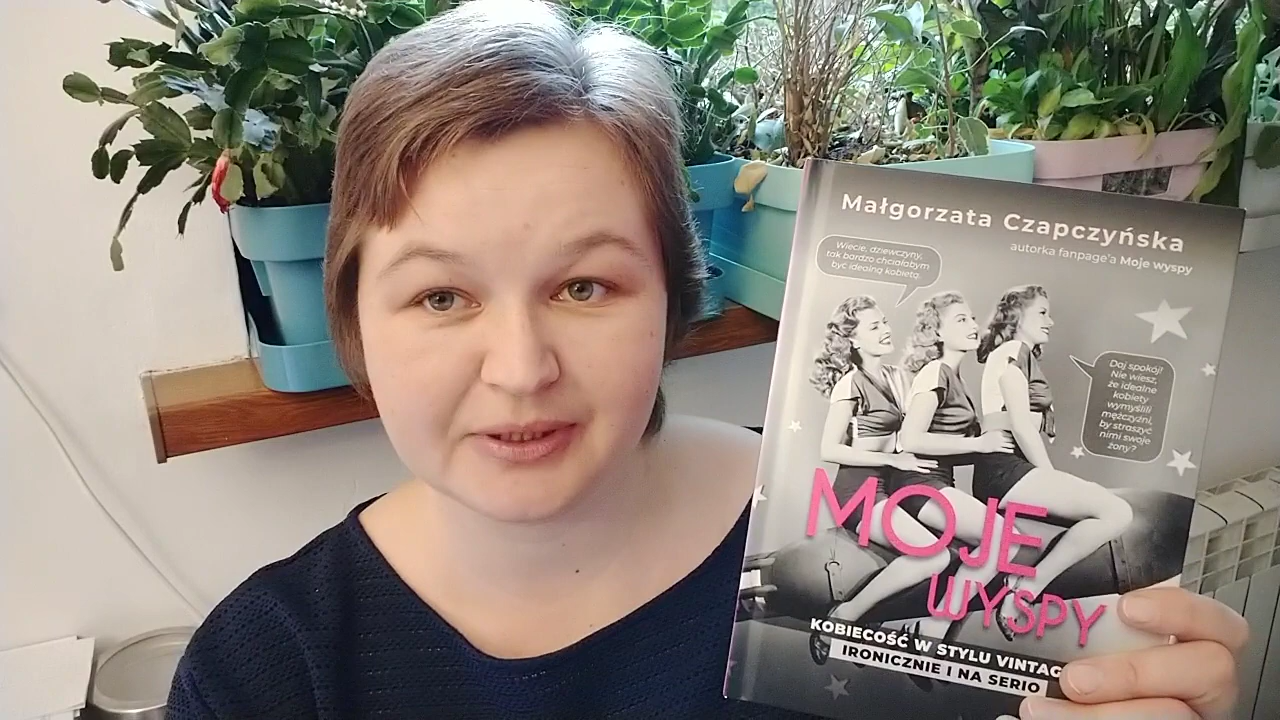 Małgorzata Czapczyńska
autorka fanpage'a Moje wyspy
Wiecie, dziewczyny,
tak bardzo chciałabym
być idealną kobietą.
Daj spokój!
Nie wiesz,
że idealne
kobiety
wymyślili
mężczyźni,
by straszyć
nimi swoje
żony?
MOJE
WYSPY
KOBIECOŚĆ W STYLU VINTAG
IRONICZNIE I NA SERIO